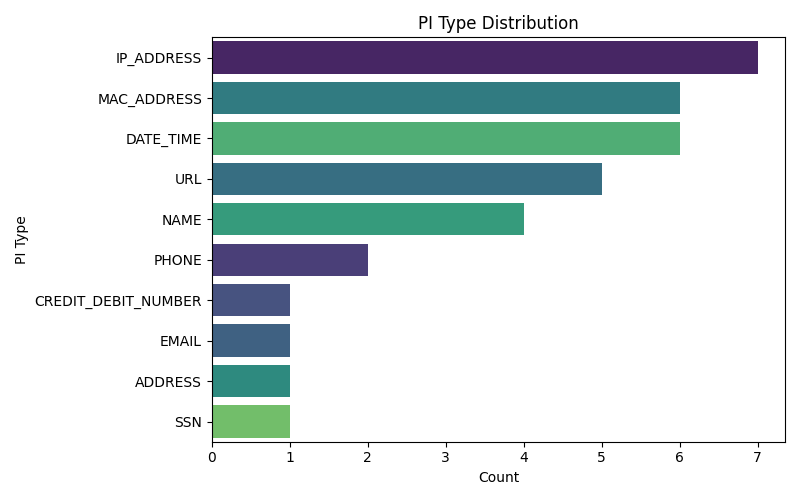 PI Type Distribution
PI Type
IP_ADDRESS
MAC_ADDRESS
DATE_TIME
URL
NAME
PHONE
CREDIT_DEBIT_NUMBER
EMAIL
ADDRESS
SSN
0 1 2 3 4 5 6 7
Count